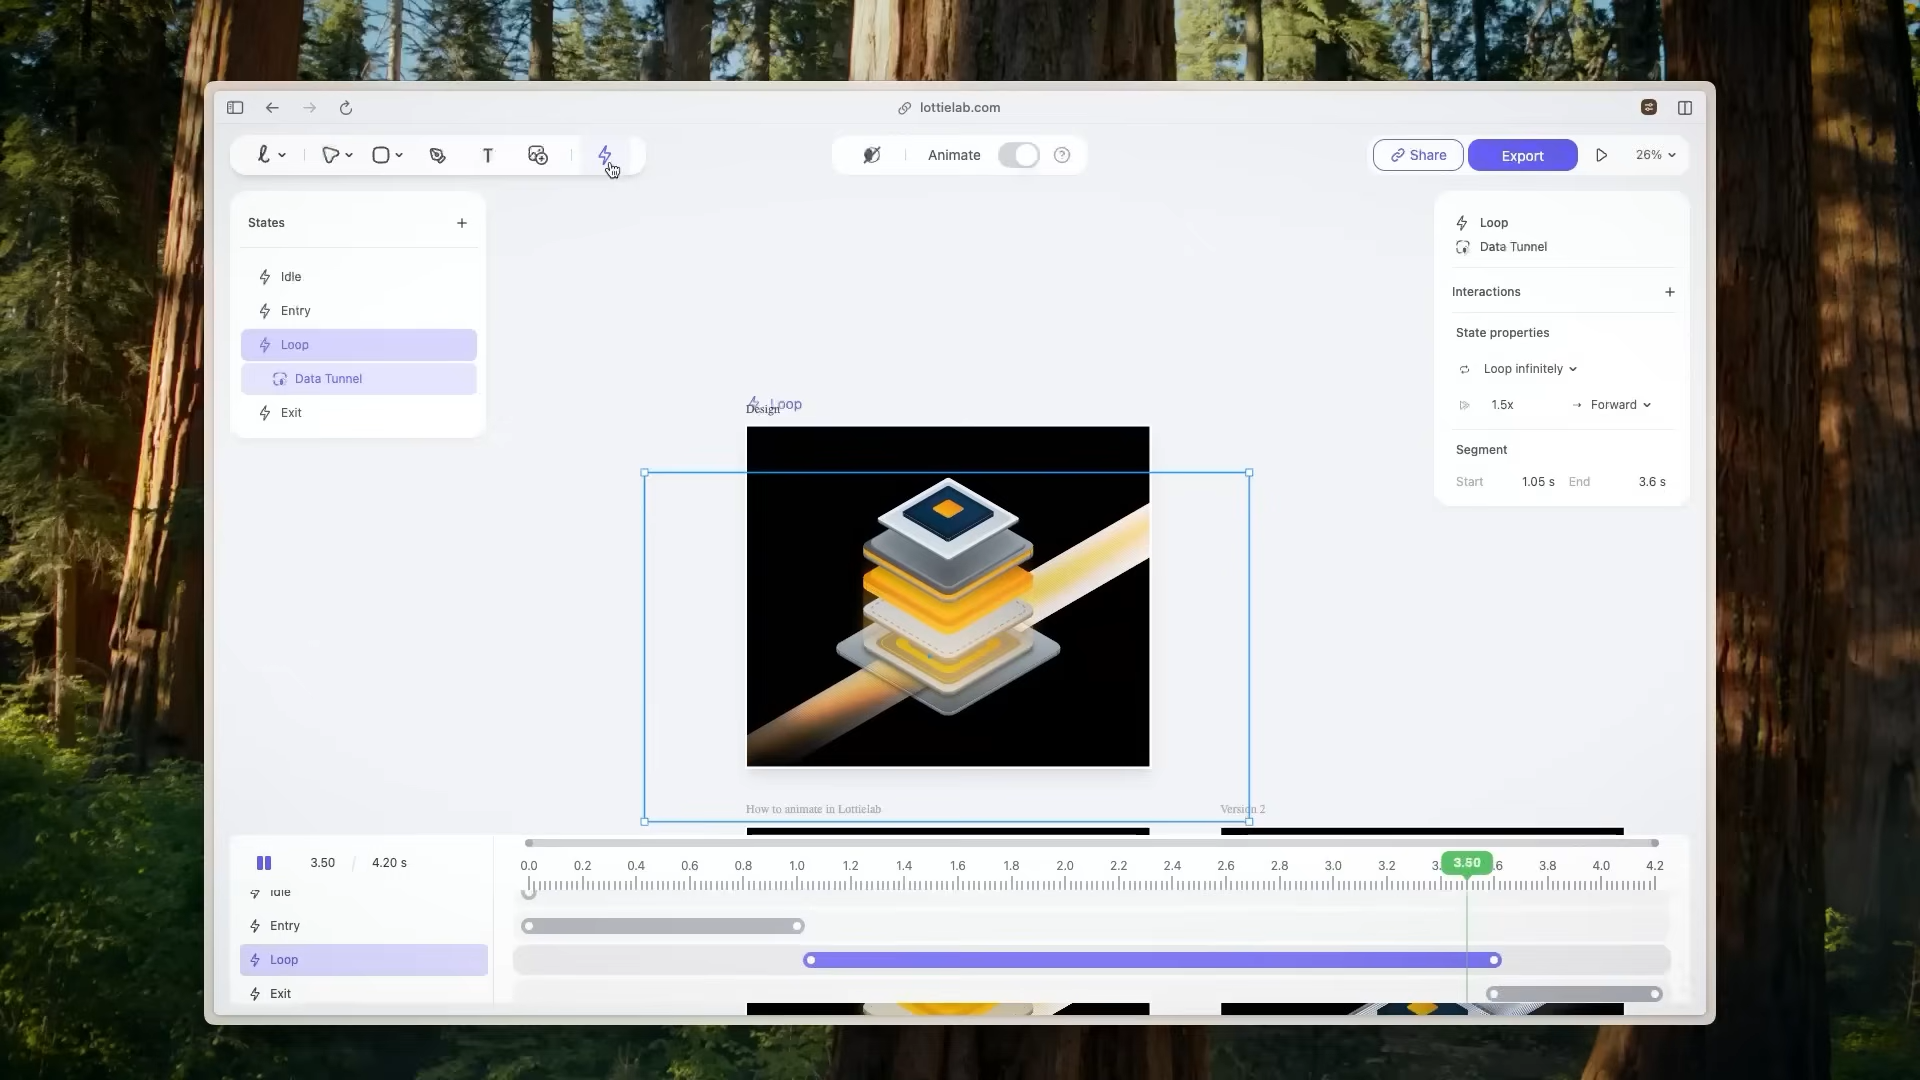 lottielab.com
T
Animate
Share
Export
26%
States
Idle
Entry
Loop
Data Tunnel
Exit
Loop
Data Tunnel
Interactions
State properties
Loop infinitely
1.5x
Forward
Segment
Start 1.05 s End 3.6 s
Loop
Design
How to animate in Lottielab
Version 2
3.50 / 4.20 s
0.0 0.2 0.4 0.6 0.8 1.0 1.2 1.4 1.6 1.8 2.0 2.2 2.4 2.6 2.8 3.0 3.2 3.50 3.8 4.0 4.2
Idle
Entry
Loop
Exit